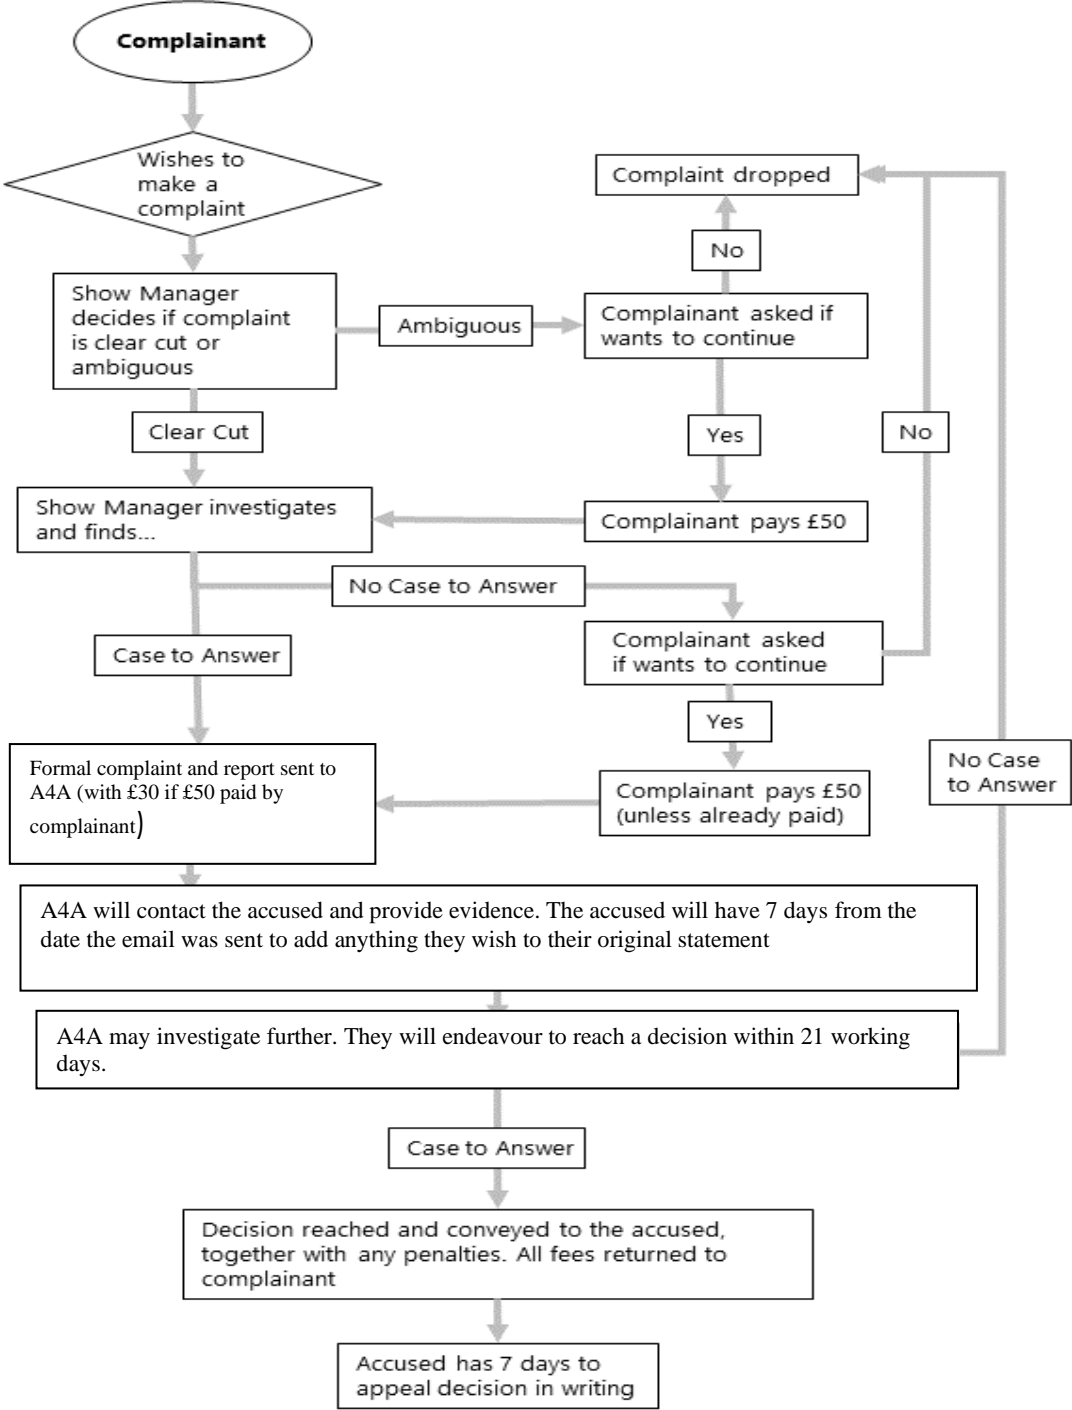 Complainant
Wishes to
make a
complaint
Complaint dropped
No
Show Manager
decides if complaint
is clear cut or
ambiguous
Ambiguous
Complainant asked if
wants to continue
Clear Cut
Yes
No
Show Manager investigates
and finds...
Complainant pays £50
No Case to Answer
Case to Answer
Complainant asked
if wants to continue
Yes
Formal complaint and report sent to
A4A (with £30 if £50 paid by
complainant)
Complainant pays £50
(unless already paid)
No Case
to Answer
A4A will contact the accused and provide evidence. The accused will have 7 days from the
date the email was sent to add anything they wish to their original statement
A4A may investigate further. They will endeavour to reach a decision within 21 working
days.
Case to Answer
Decision reached and conveyed to the accused,
together with any penalties. All fees returned to
complainant
Accused has 7 days to
appeal decision in writing